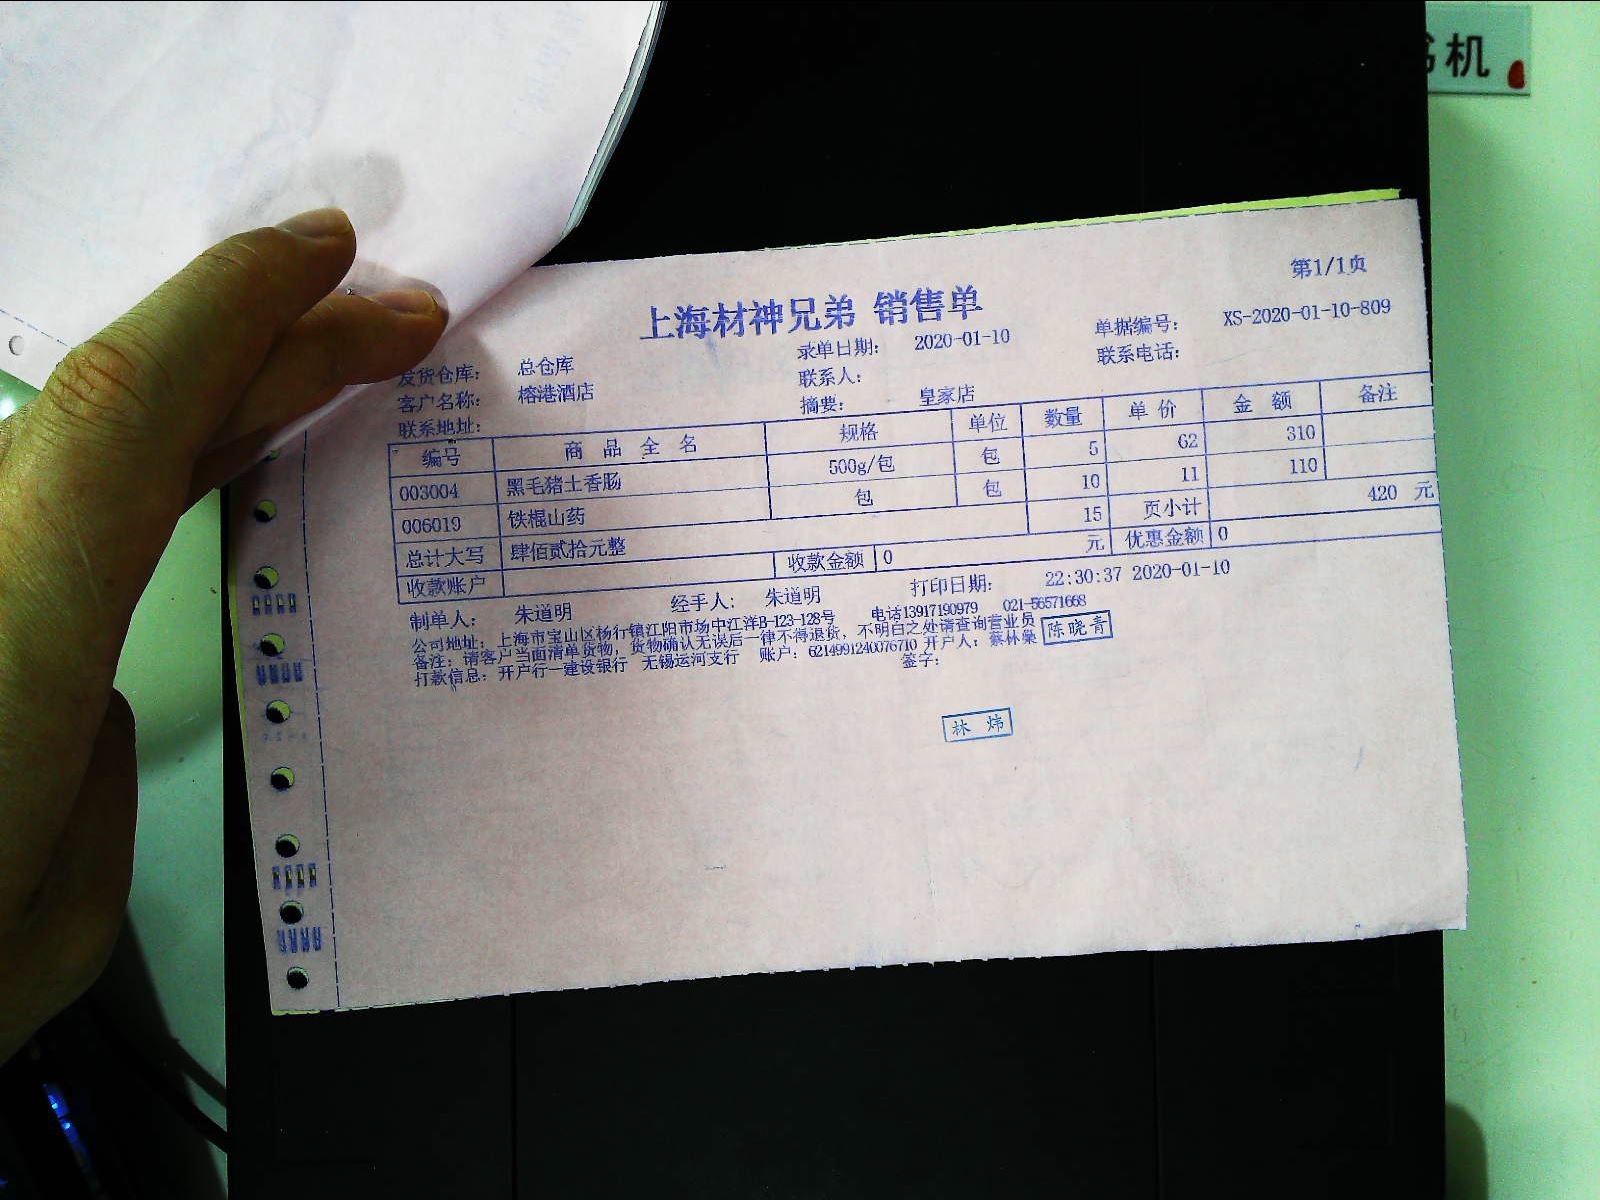 书机
第1/1页
上海材神兄弟 销售单
发货仓库： 总仓库 录单日期： 2020-01-10 单据编号： XS-2020-01-10-809
客户名称： 榕港酒店 联系人： 联系电话：
联系地址： 摘要： 皇家店
编号 商品全名 规格 单位 数量 单价 金额 备注
003004 黑毛猪土香肠 500g/包 包 5 62 310
006019 铁棍山药 包 包 10 11 110
总计大写 肆佰贰拾元整 15 页小计 420 元
收款账户 收款金额 0 元 优惠金额 0
制单人： 朱道明 经手人： 朱道明 打印日期： 22:30:37 2020-01-10
公司地址：上海市宝山区杨行镇江阳市场中江洋B-123-128号 电话13917190979 021-56571668
备注：请客户当面清单货物，货物确认无误后一律不得退货，不明白之处请查询营业员
打款信息：开户行一建设银行 无锡运河支行 账户：6214991240076710 开户人：蔡林燊
签字：
陈晓青
林炜